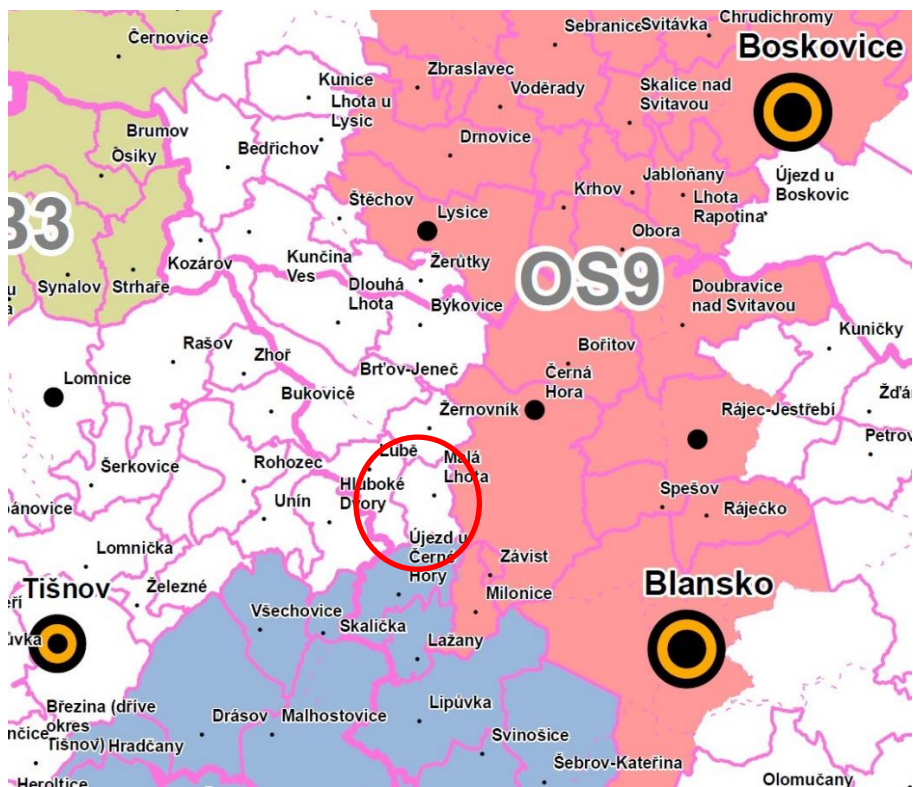 Černovice
Sebranice
Svitávka
Chrudichromy
Boskovice
Kunice
Zbraslavec
Voděrady
Skalice nad
Svitavou
Lhota u
Lysic
Brumov
Osiky
Bedřichov
Drnovice
Krhov
Jabloňany
Újezd u
Boskovic
Štěchov
Lysice
Lhota
Rapotina
Obora
Kozárov
Kunčina
Ves
Žerůtky
OS9
Synalov
Strhaře
Dlouhá
Lhota
Býkovice
Doubravice
nad Svitavou
Kuničky
Rašov
Zhoř
Brťov-Jeneč
Bořitov
Černá
Hora
Lomnice
Bukovice
Žernovník
Rájec-Jestřebí
Petrov
Lubě
Malá
Lhota
Šerkovice
Rohozec
Hluboké
Dvory
Unín
Spešov
Ráječko
Lomnička
Újezd u
Černé
Hory
Závist
Tišnov
Železné
Blansko
Všechovice
Milonice
Skalička
Lažany
Březina (dříve
okres
Tišnov)
Hradčany
Drásov
Malhostovice
Lipůvka
Svinošice
Heroltice
Šebrov-Kateřina
Olomučany